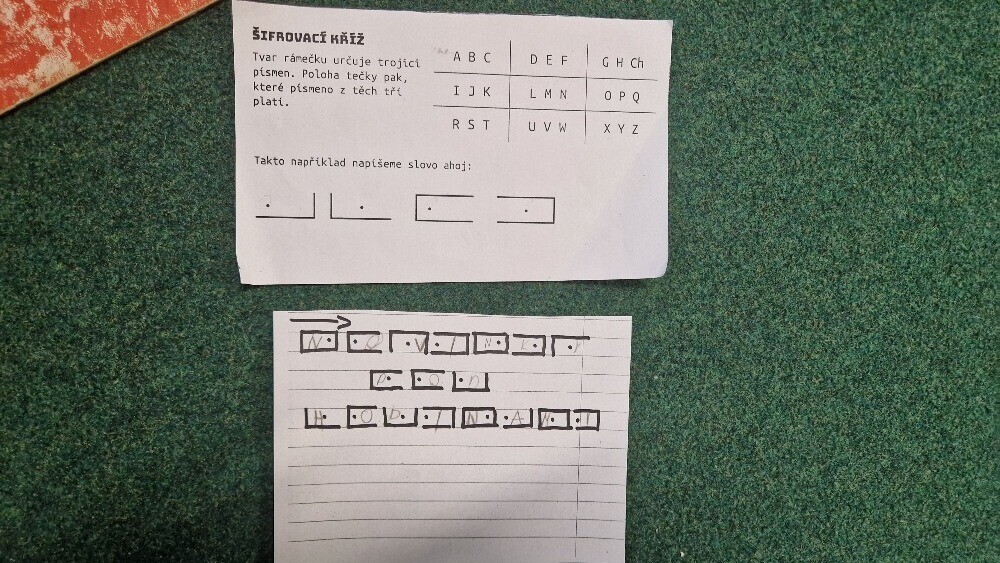 ŠIFROVACÍ KŘÍŽ
Tvar rámečku určuje trojici
písmen. Poloha tečky pak,
které písmeno z těch tří
platí.
A B C D E F G H Ch
I J K L M N O P Q
R S T U V W X Y Z
Takto například napíšeme slovo ahoj:
N O V I N
P O D
H O D I N A M I